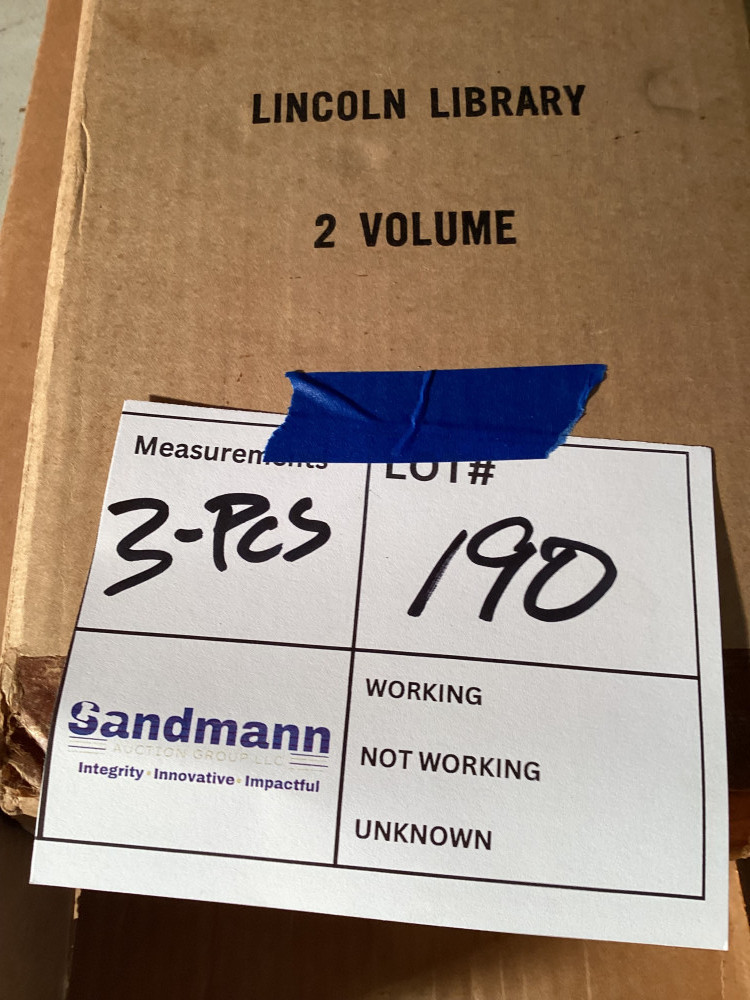 LINCOLN LIBRARY
2 VOLUME
Measurements
LOT#
3-PCS
190
WORKING
Sandmann
AUCTION GROUP LLC
Integrity • Innovative • Impactful
NOT WORKING
UNKNOWN